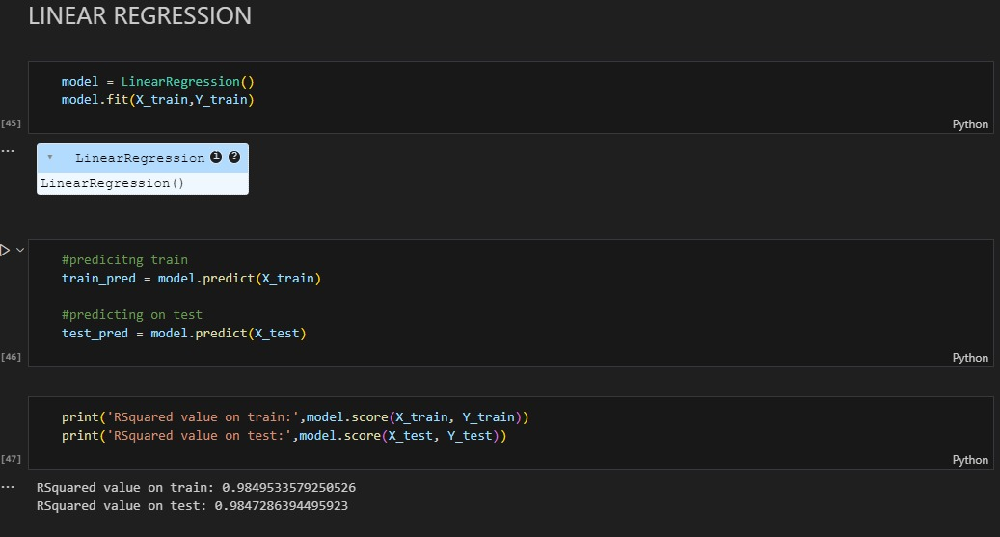 LINEAR REGRESSION
model = LinearRegression()
model.fit(X_train,Y_train)
[45]
Python
...
LinearRegression i ?
LinearRegression()
#predicitng train
train_pred = model.predict(X_train)
#predicting on test
test_pred = model.predict(X_test)
[46]
Python
print('RSquared value on train:',model.score(X_train, Y_train))
print('RSquared value on test:',model.score(X_test, Y_test))
[47]
Python
...
RSquared value on train: 0.9849533579250526
RSquared value on test: 0.9847286394495923